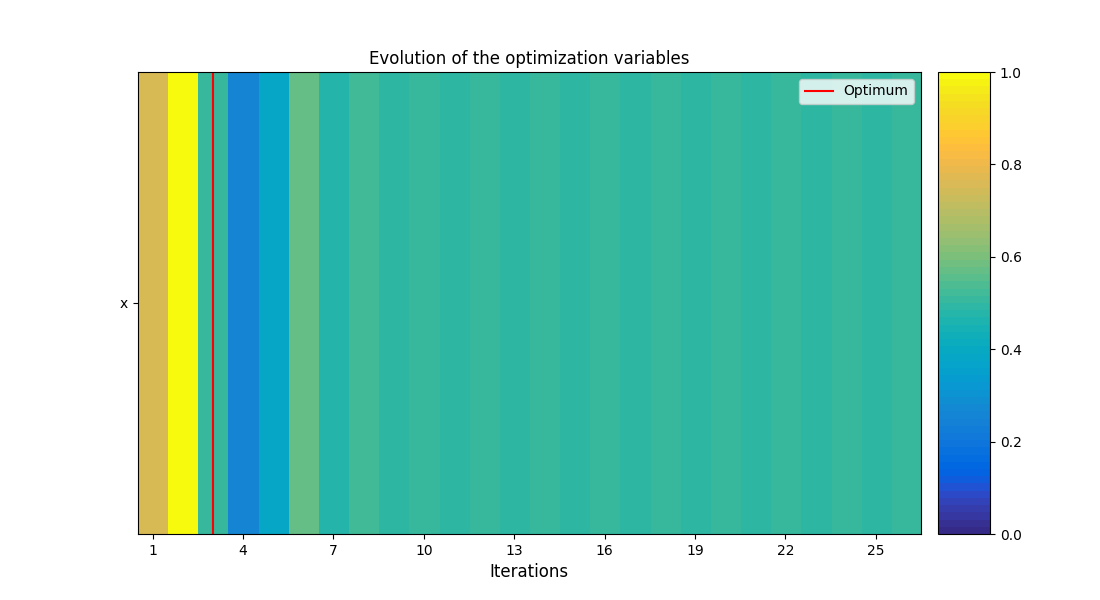 Evolution of the optimization variables
Optimum
x
1 4 7 10 13 16 19 22 25
Iterations
1.0
0.8
0.6
0.4
0.2
0.0